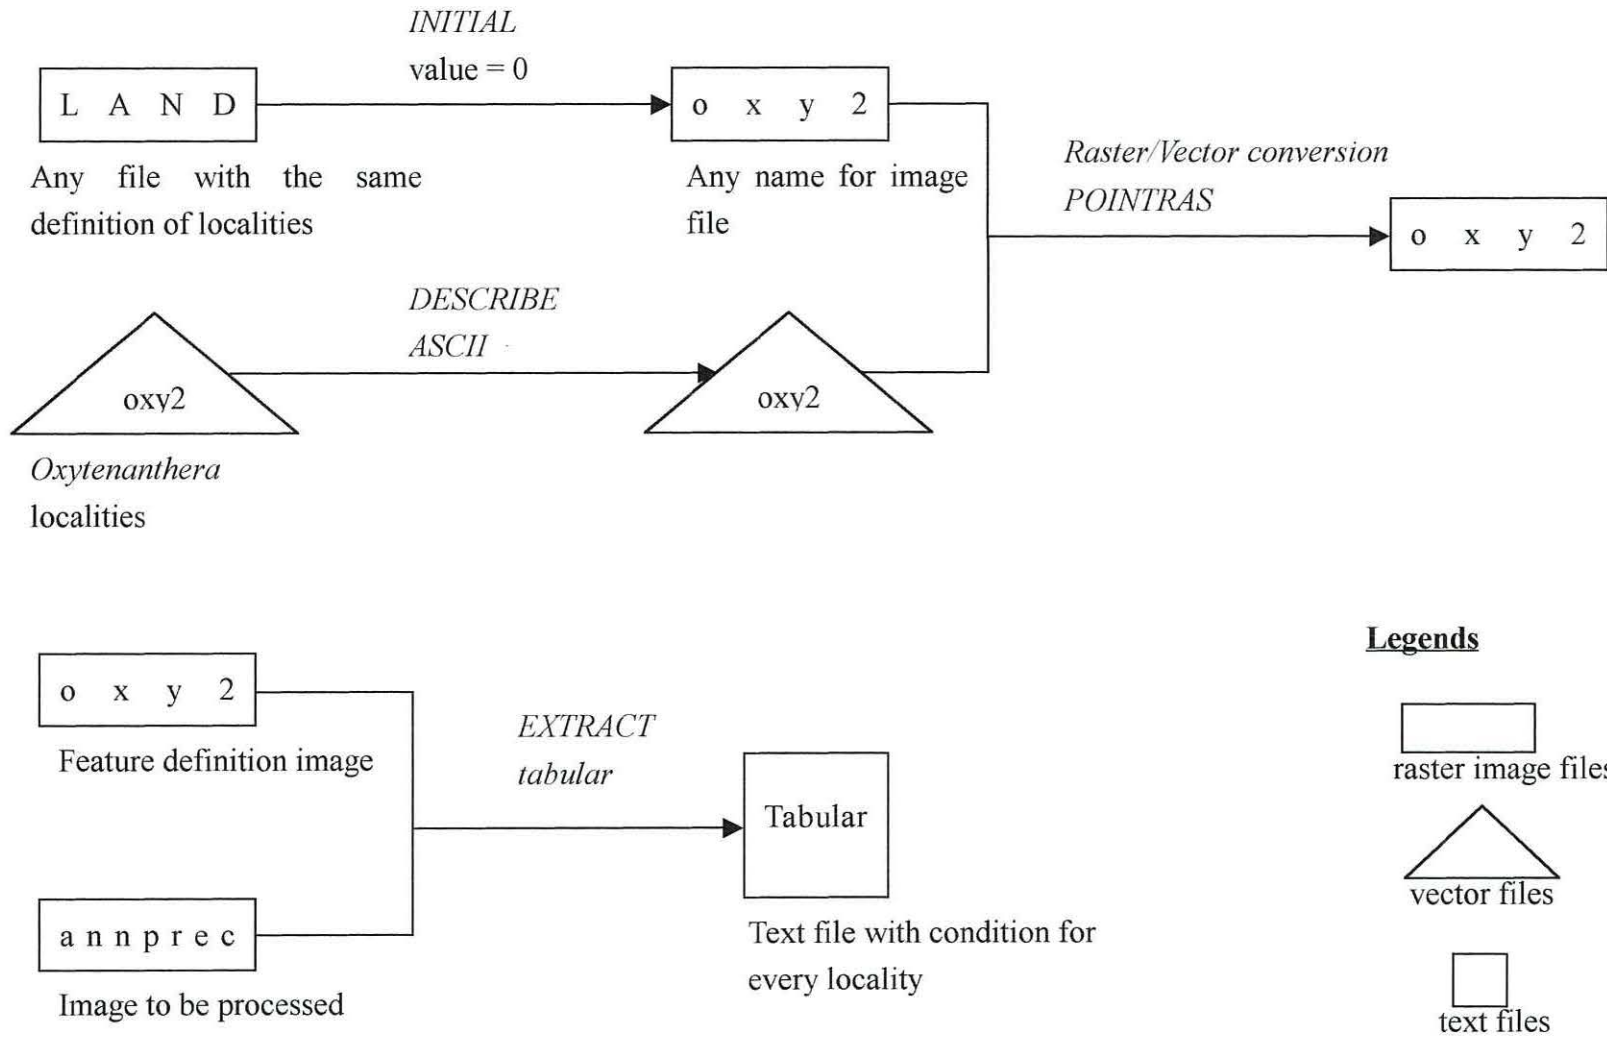 INITIAL
value = 0
L A N D
o x y 2
Any file with the same
definition of localities
Any name for image
file
Raster/Vector conversion
POINTRAS
o x y 2
DESCRIBE
ASCII
oxy2
oxy2
Oxytenanthera
localities
o x y 2
Feature definition image
EXTRACT
tabular
Tabular
a n n p r e c
Image to be processed
Text file with condition for
every locality
Legends
raster image files
vector files
text files